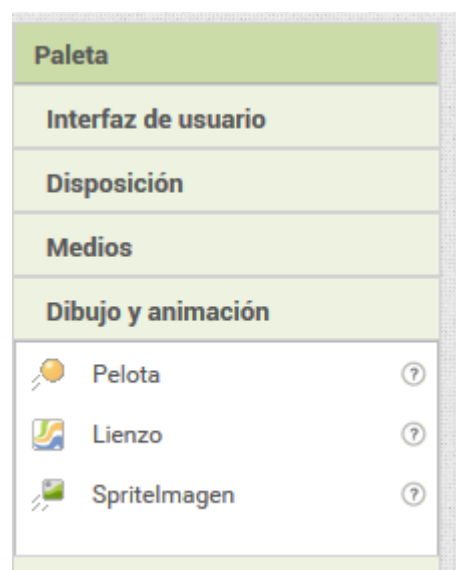 Paleta
Interfaz de usuario
Disposición
Medios
Dibujo y animación
Pelota ?
Lienzo ?
SpriteImagen ?